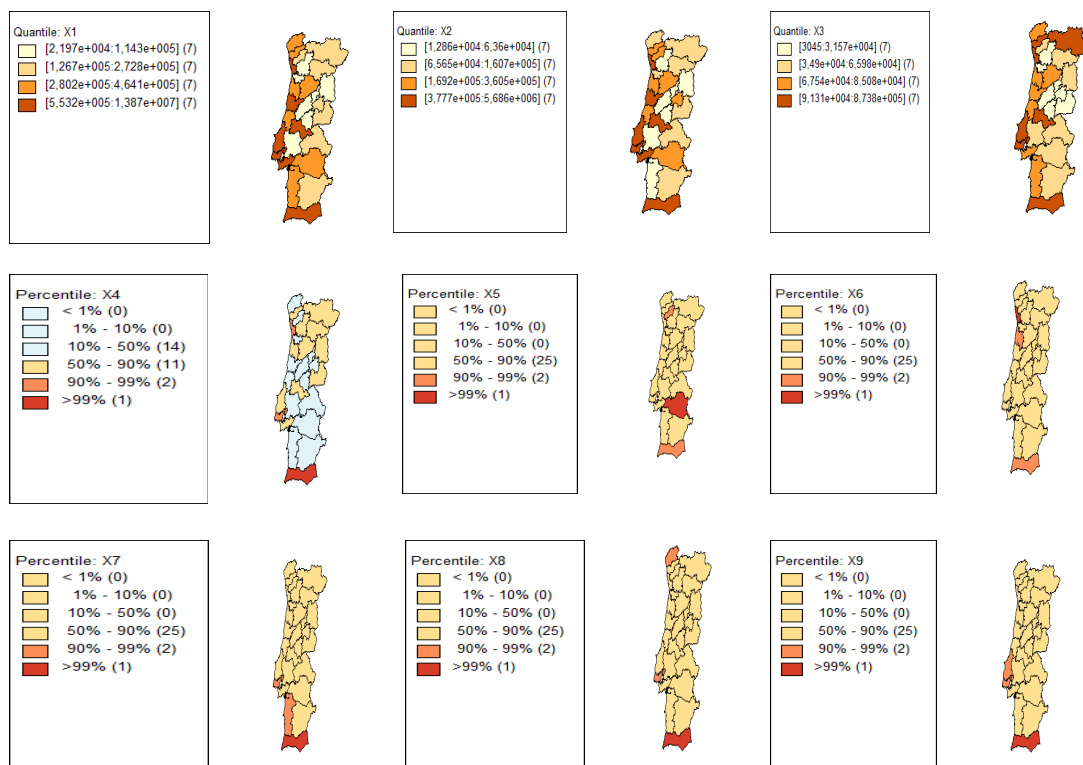 Quantile: X1
[2,197e+004:1,143e+005] (7)
[1,267e+005:2,728e+005] (7)
[2,802e+005:4,641e+005] (7)
[5,532e+005:1,387e+007] (7)
Quantile: X2
[1,286e+004:6,36e+004] (7)
[6,565e+004:1,607e+005] (7)
[1,692e+005:3,605e+005] (7)
[3,777e+005:5,686e+006] (7)
Quantile: X3
[3045:3,157e+004] (7)
[3,49e+004:6,598e+004] (7)
[6,754e+004:8,508e+004] (7)
[9,131e+004:8,738e+005] (7)
Percentile: X4
< 1% (0)
1% - 10% (0)
10% - 50% (14)
50% - 90% (11)
90% - 99% (2)
>99% (1)
Percentile: X5
< 1% (0)
1% - 10% (0)
10% - 50% (0)
50% - 90% (25)
90% - 99% (2)
>99% (1)
Percentile: X6
< 1% (0)
1% - 10% (0)
10% - 50% (0)
50% - 90% (25)
90% - 99% (2)
>99% (1)
Percentile: X7
< 1% (0)
1% - 10% (0)
10% - 50% (0)
50% - 90% (25)
90% - 99% (2)
>99% (1)
Percentile: X8
< 1% (0)
1% - 10% (0)
10% - 50% (0)
50% - 90% (25)
90% - 99% (2)
>99% (1)
Percentile: X9
< 1% (0)
1% - 10% (0)
10% - 50% (0)
50% - 90% (25)
90% - 99% (2)
>99% (1)